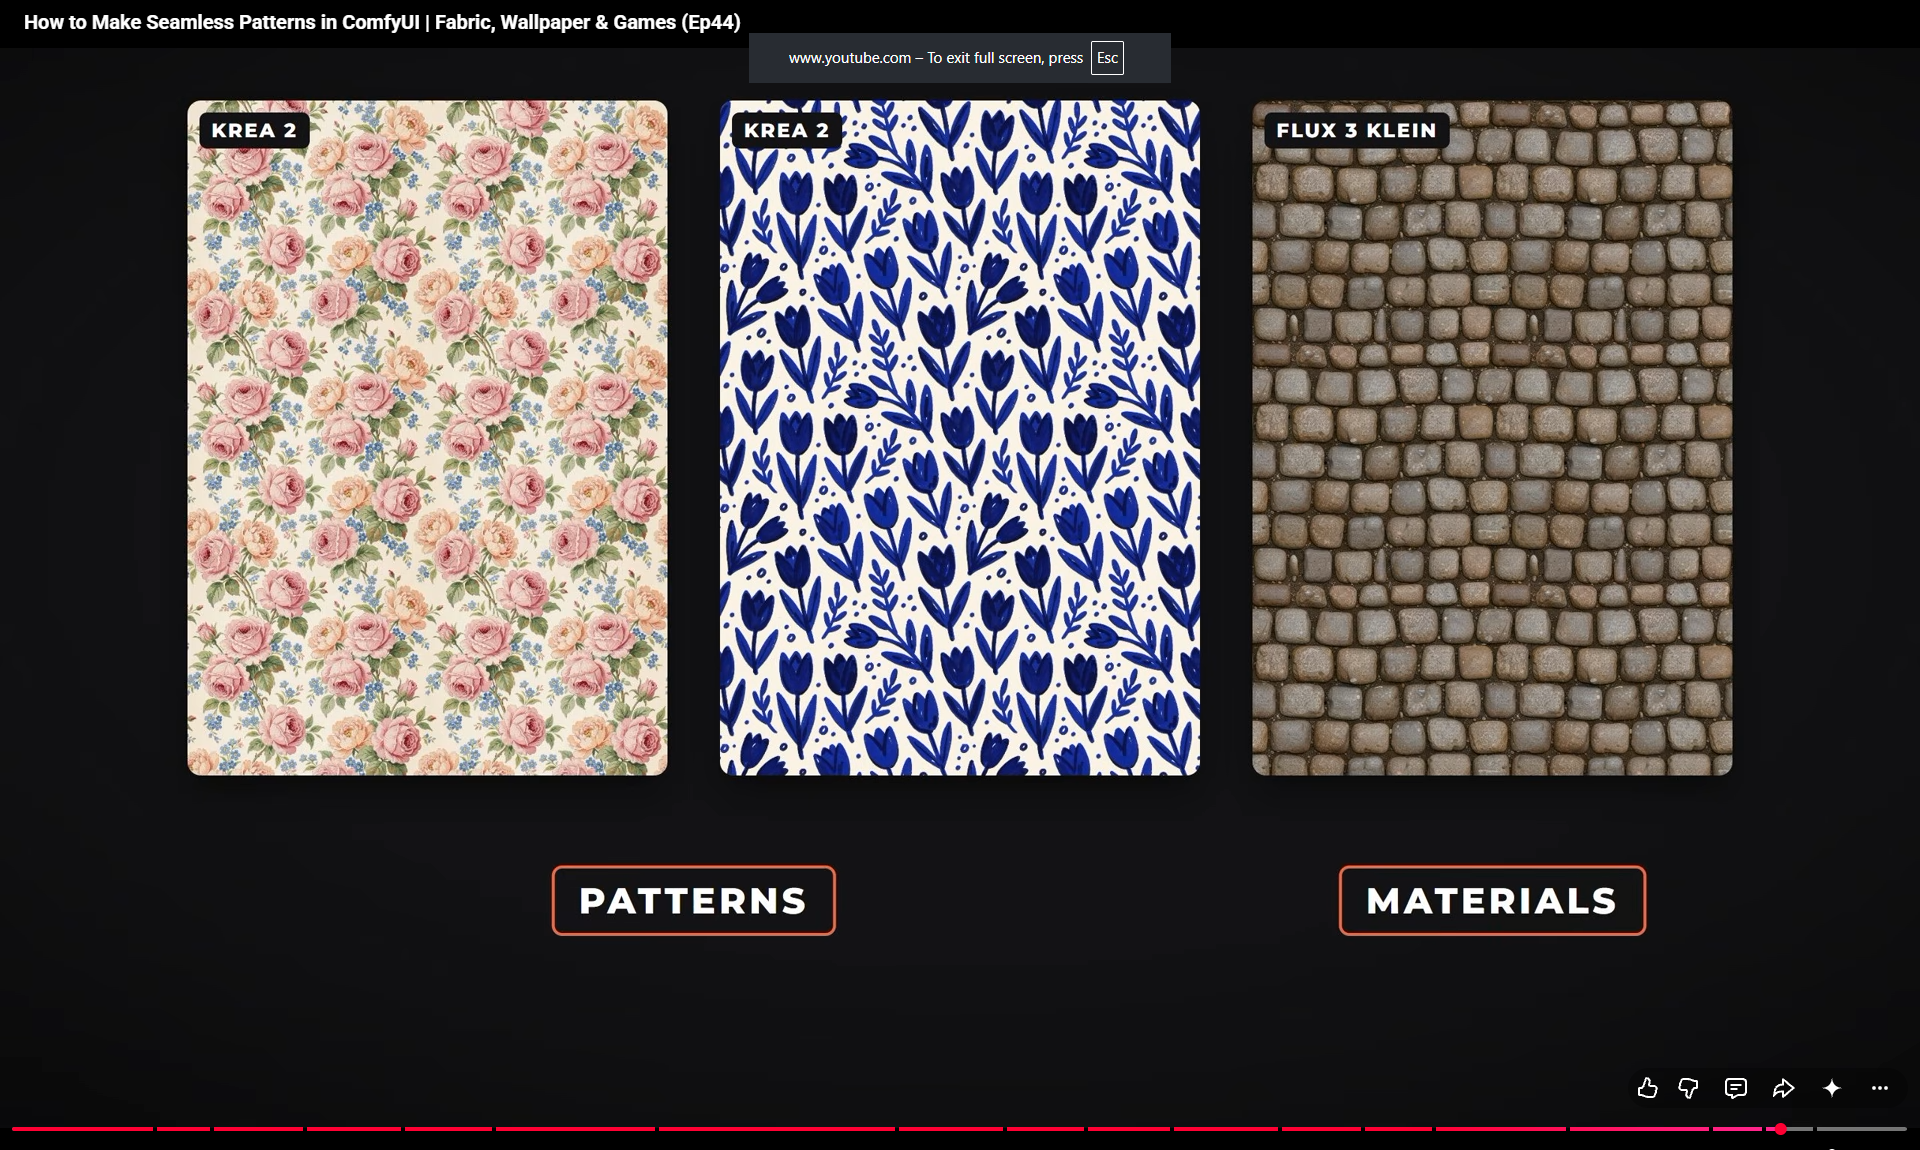 How to Make Seamless Patterns in ComfyUI | Fabric, Wallpaper & Games (Ep44)
www.youtube.com – To exit full screen, press Esc
KREA 2
KREA 2
FLUX 3 KLEIN
PATTERNS
MATERIALS